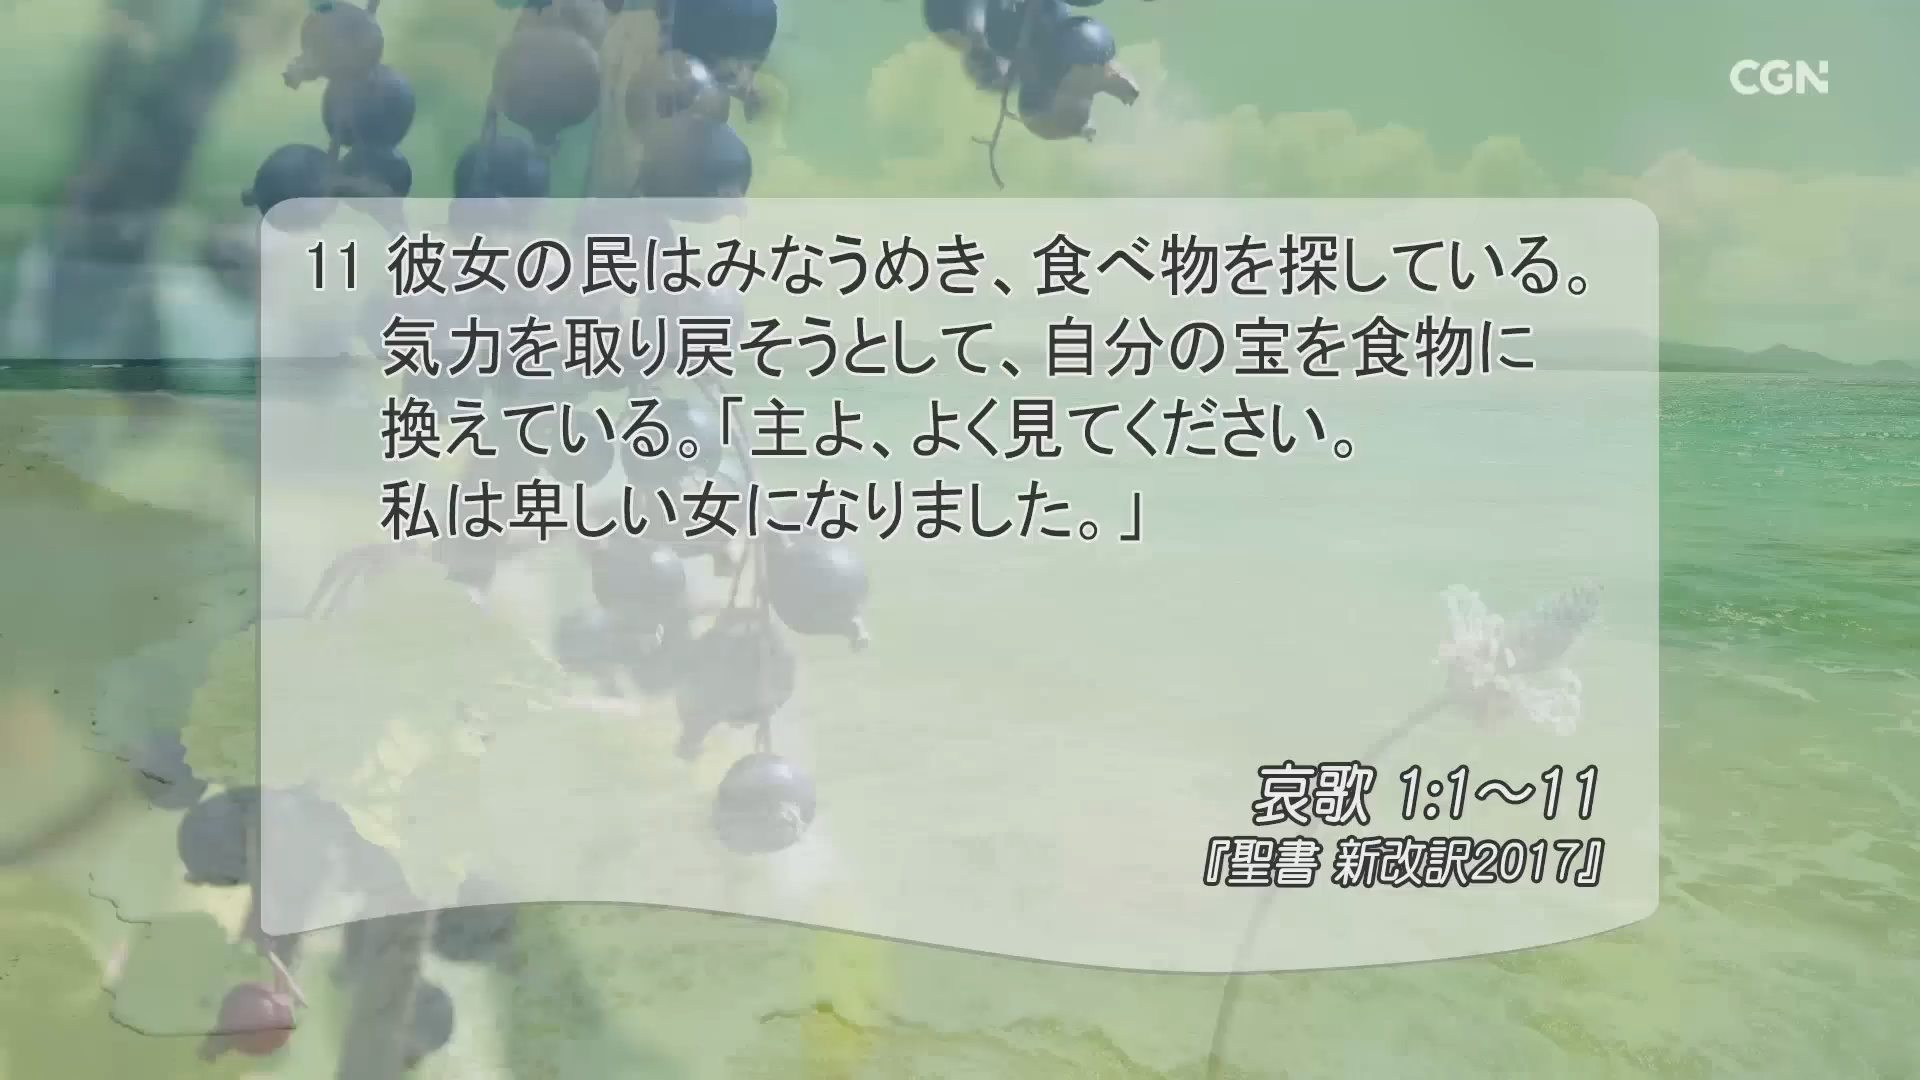 CGN
11 彼女の民はみなうめき、食べ物を探している。
気力を取り戻そうとして、自分の宝を食物に
換えている。「主よ、よく見てください。
私は卑しい女になりました。」
哀歌 1:1～11
『聖書 新改訳2017』